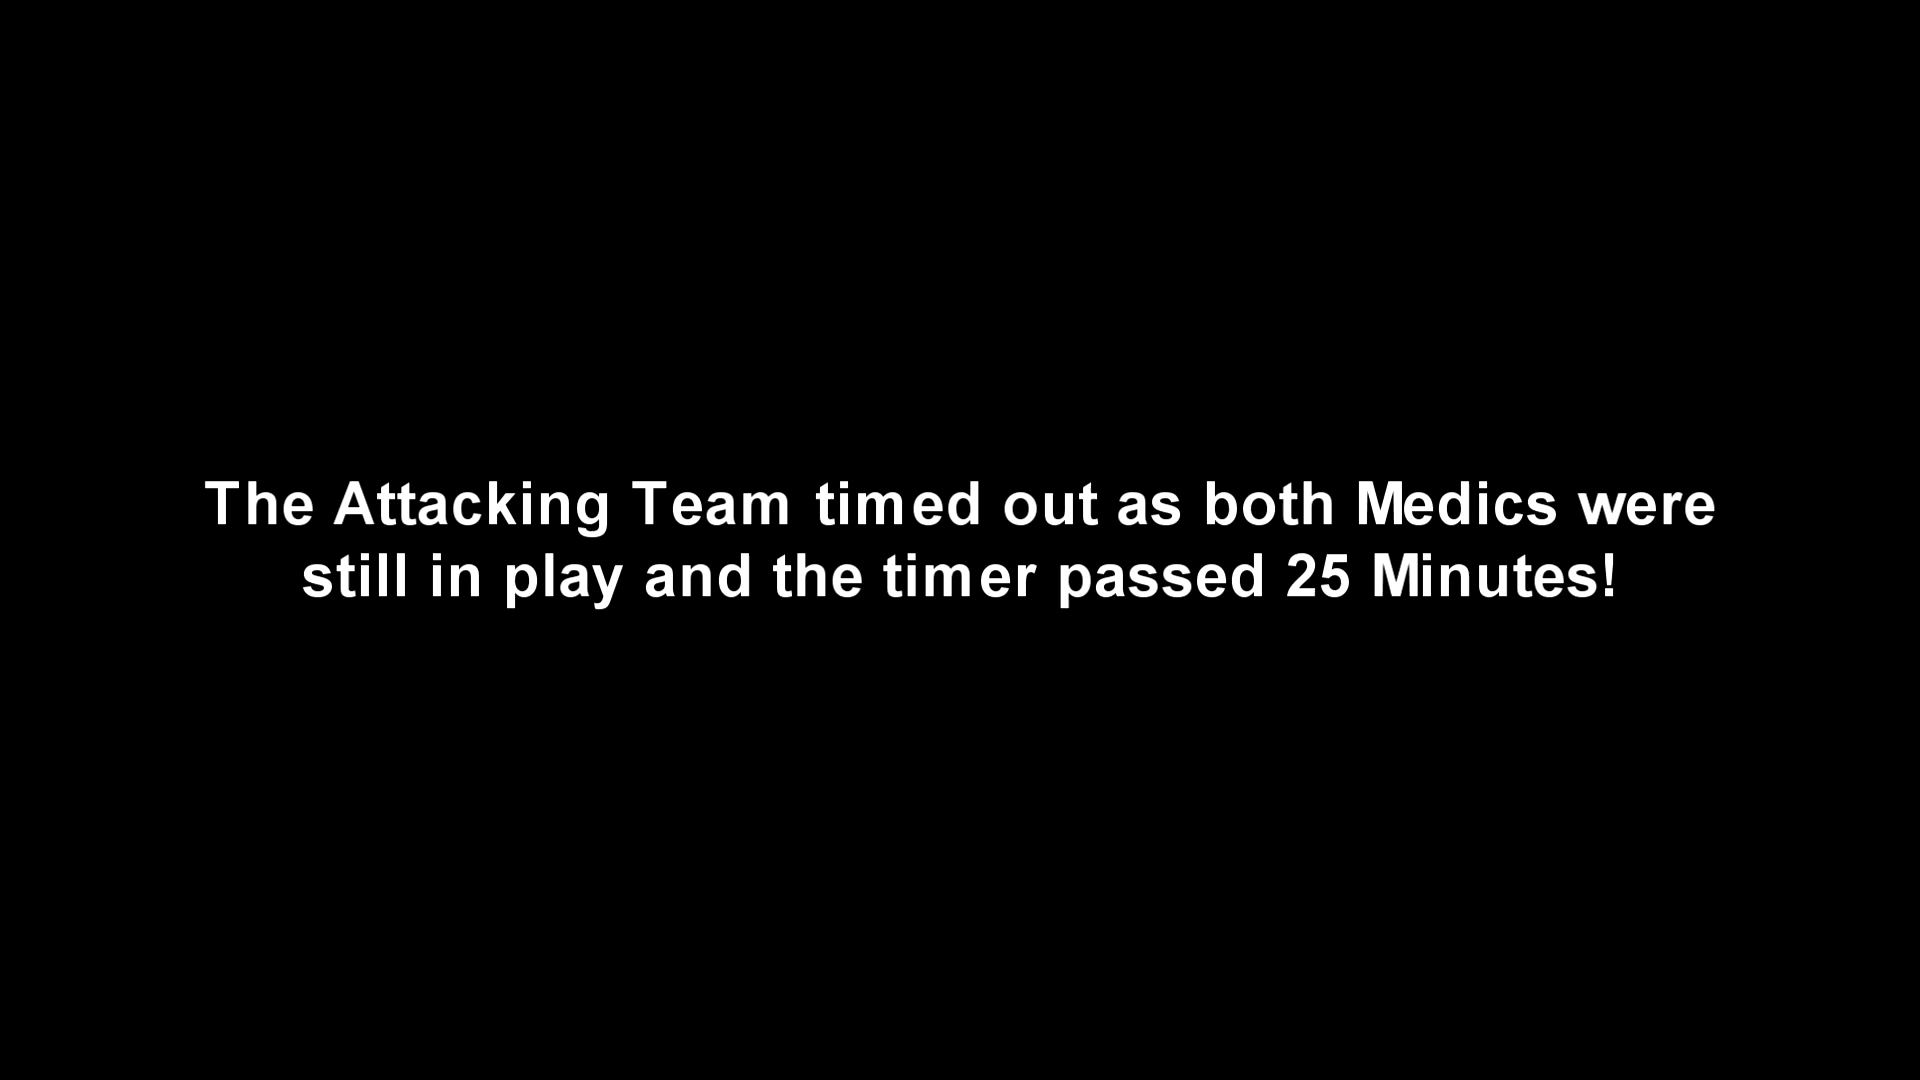 The Attacking Team timed out as both Medics were
still in play and the timer passed 25 Minutes!